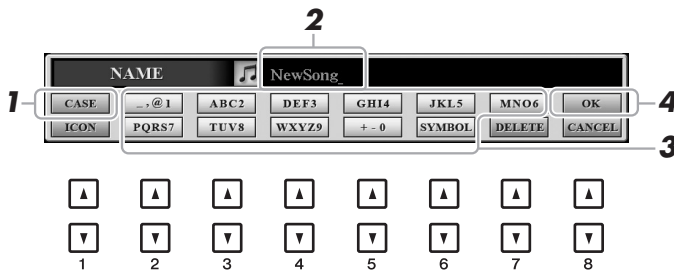 2
NAME NewSong_
1 CASE _,@1 ABC2 DEF3 GHI4 JKL5 MNO6 OK 4
ICON PQRS7 TUV8 WXYZ9 + - 0 SYMBOL DELETE CANCEL
3
1 2 3 4 5 6 7 8